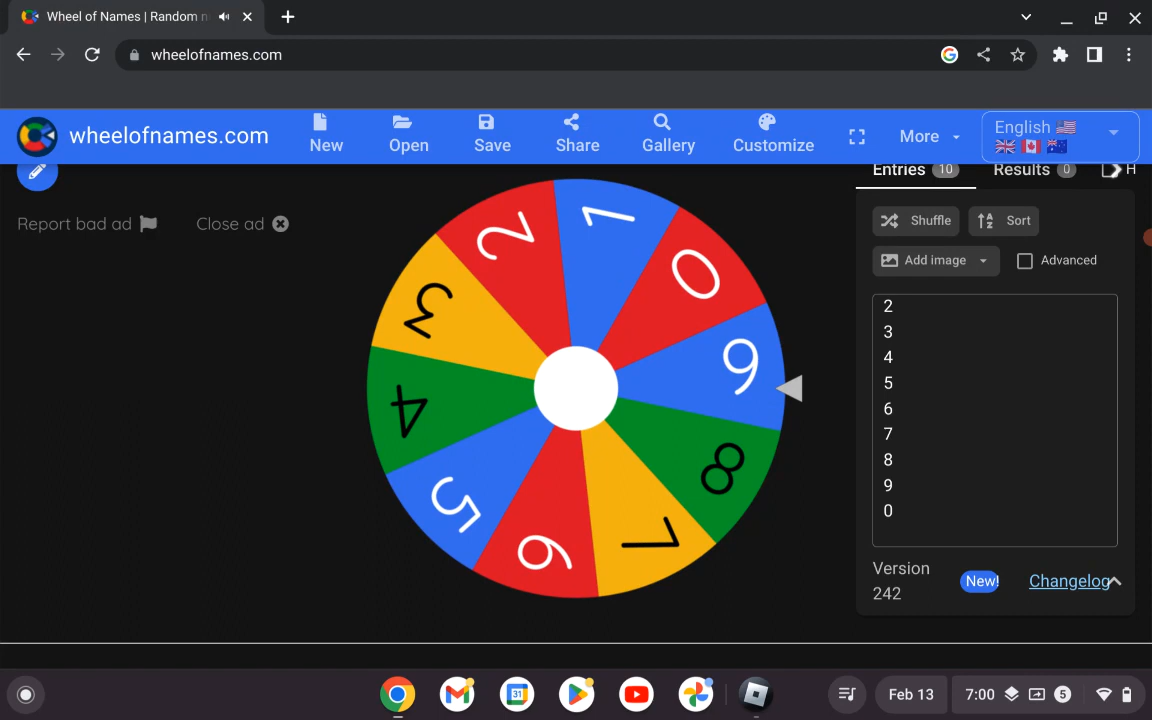 Wheel of Names | Random n
wheelofnames.com
wheelofnames.com
New
Open
Save
Share
Gallery
Customize
More
English 🇺🇸
🇬🇧 🇨🇦 🇦🇺
Report bad ad
Close ad
Entries 10
Results 0
H
Shuffle
Sort
Add image
Advanced
0
1
2
3
4
5
6
7
8
9
2
3
4
5
6
7
8
9
0
Version
242
New!
Changelog
31
Feb 13
7:00
5